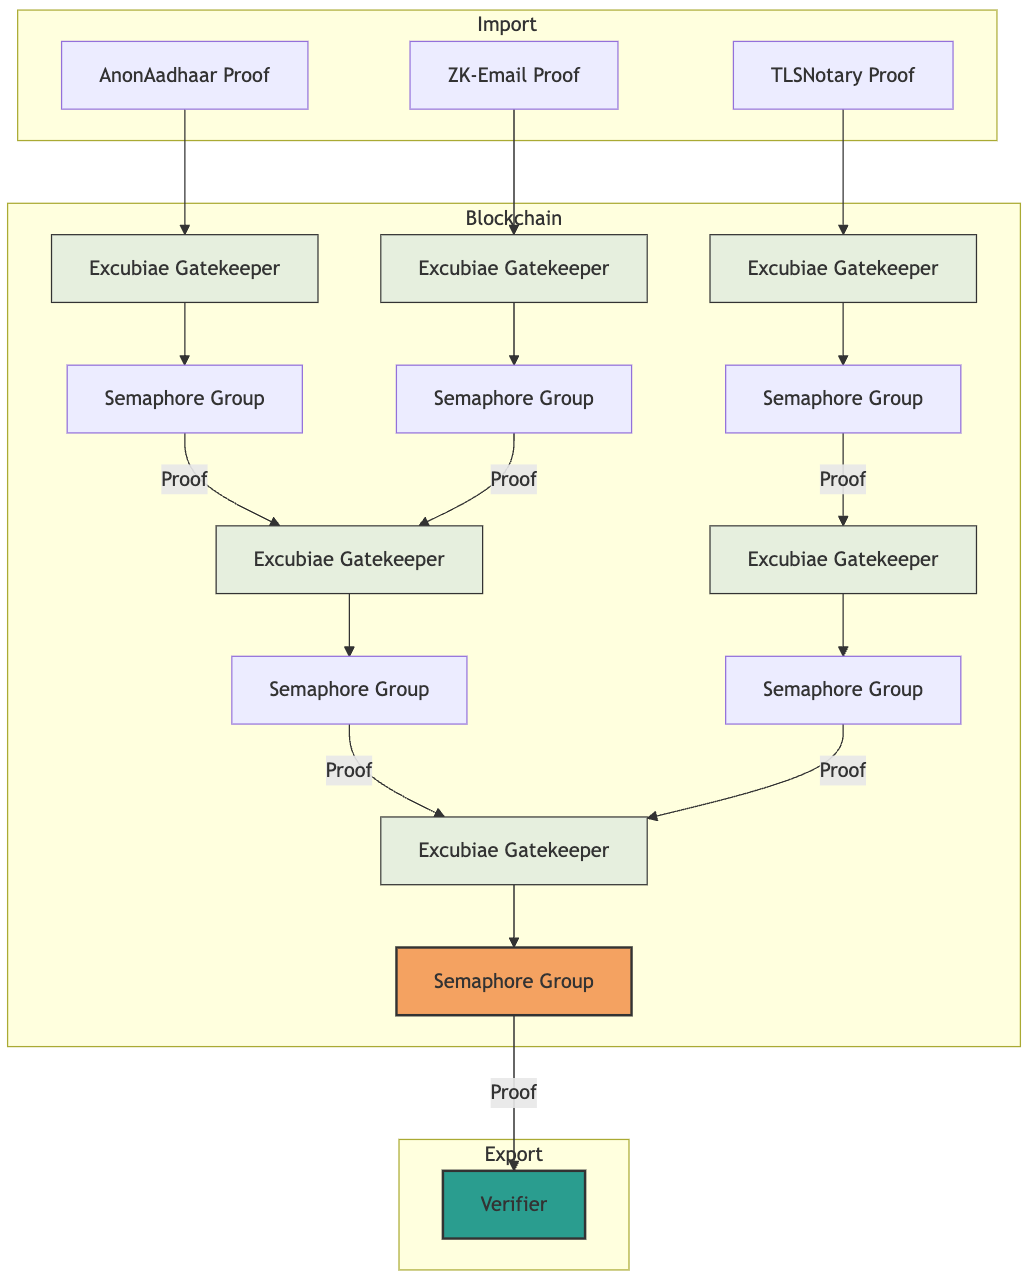 Import
AnonAadhaar Proof
ZK-Email Proof
TLSNotary Proof
Blockchain
Excubiae Gatekeeper
Excubiae Gatekeeper
Excubiae Gatekeeper
Semaphore Group
Semaphore Group
Semaphore Group
Proof
Proof
Proof
Excubiae Gatekeeper
Excubiae Gatekeeper
Semaphore Group
Semaphore Group
Proof
Proof
Excubiae Gatekeeper
Semaphore Group
Proof
Export
Verifier